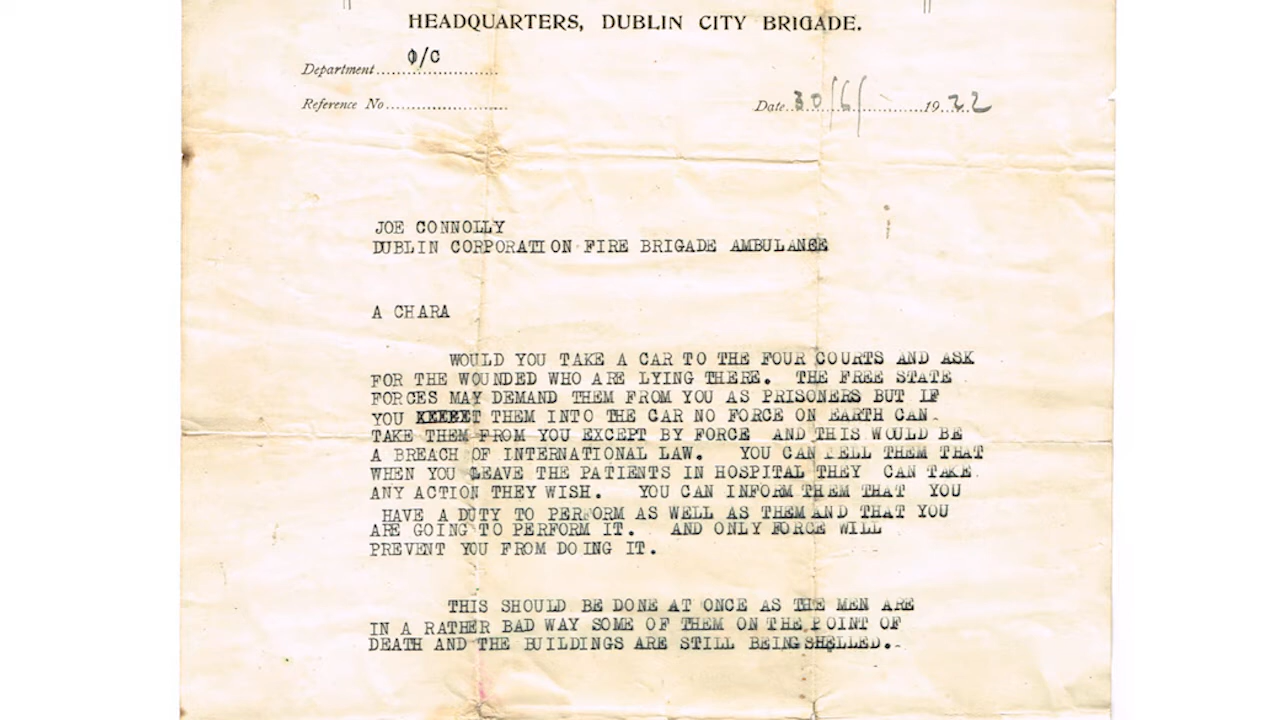 HEADQUARTERS, DUBLIN CITY BRIGADE.
Department O/C
Reference No
Date 30/6/ 1922
JOE CONNOLLY
DUBLIN CORPORATION FIRE BRIGADE AMBULANCE
A CHARA
WOULD YOU TAKE A CAR TO THE FOUR COURTS AND ASK
FOR THE WOUNDED WHO ARE LYING THERE. THE FREE STATE
FORCES MAY DEMAND THEM FROM YOU AS PRISONERS BUT IF
YOU GET THEM INTO THE CAR NO FORCE ON EARTH CAN
TAKE THEM FROM YOU EXCEPT BY FORCE AND THIS WOULD BE
A BREACH OF INTERNATIONAL LAW. YOU CAN TELL THEM THAT
WHEN YOU LEAVE THE PATIENTS IN HOSPITAL THEY CAN TAKE
ANY ACTION THEY WISH. YOU CAN INFORM THEM THAT YOU
HAVE A DUTY TO PERFORM AS WELL AS THEM AND THAT YOU
ARE GOING TO PERFORM IT. AND ONLY FORCE WILL
PREVENT YOU FROM DOING IT.
THIS SHOULD BE DONE AT ONCE AS THE MEN ARE
IN A RATHER BAD WAY SOME OF THEM ON THE POINT OF
DEATH AND THE BUILDINGS ARE STILL BEING SHELLED.